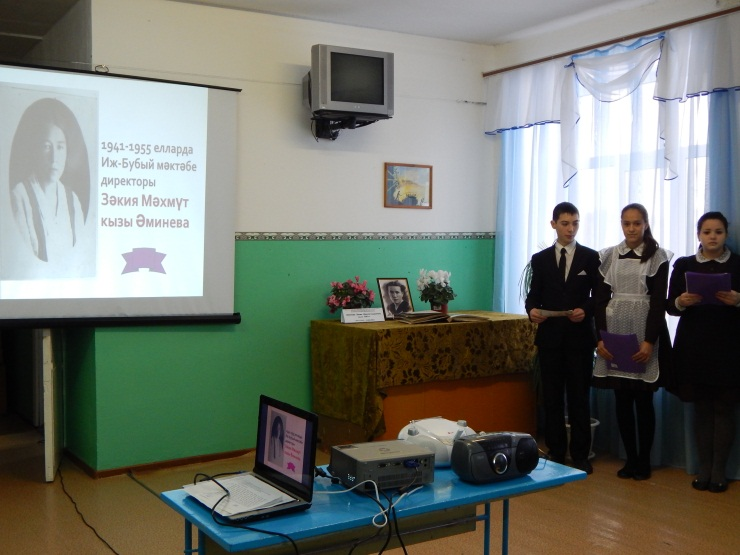 1941-1955 елларда
Иж-Бубый мәктәбе
директоры
Зәкия Мәхмүт
кызы Әминева